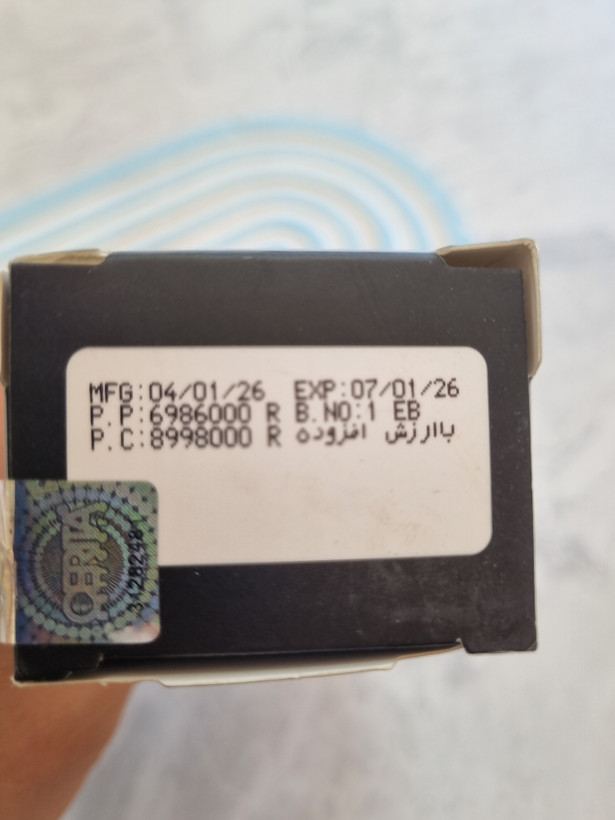 MFG:04/01/26 EXP:07/01/26
P.P:6986000 R B.NO:1 EB
P.C:8998000 R باارزش افزوده